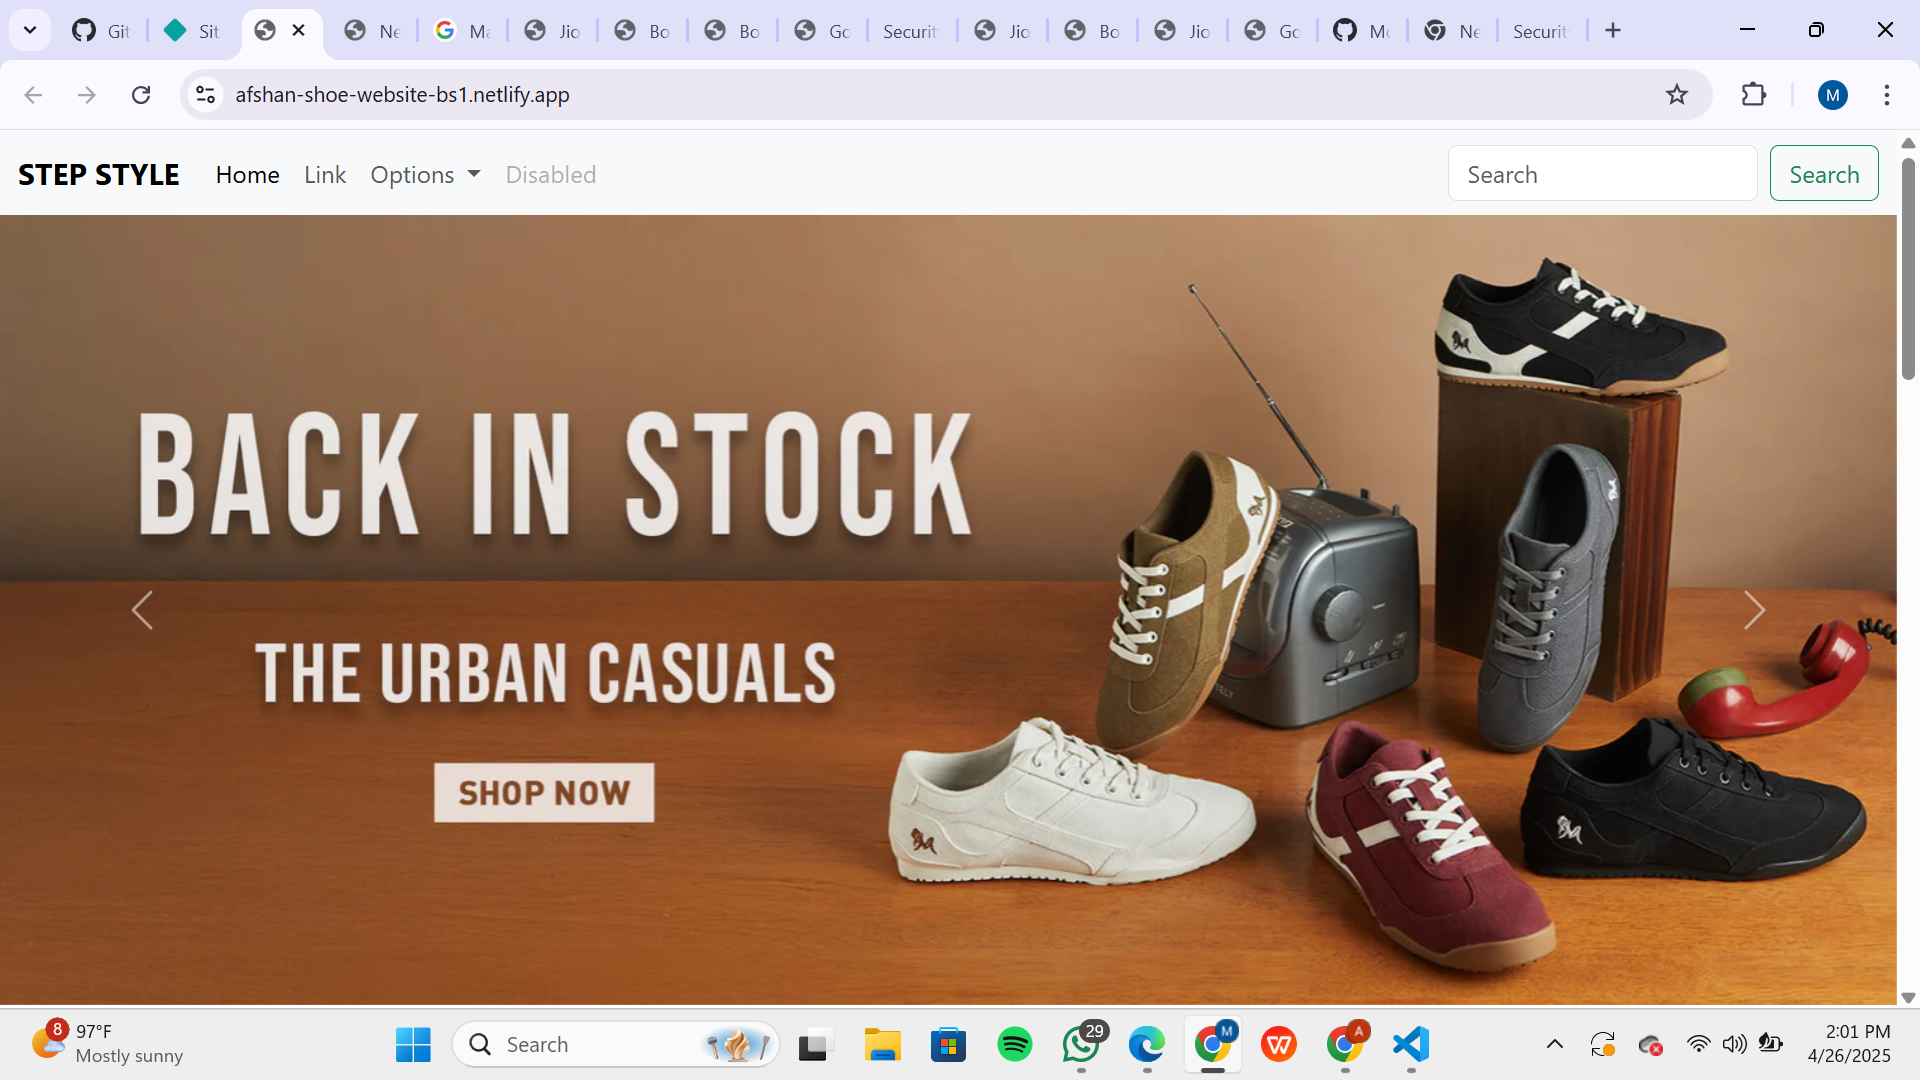 Git
Sit
Ne
Ma
Jio
Bo
Bo
Go
Securit
Jio
Bo
Jio
Go
Mo
Ne
Securit
afshan-shoe-website-bs1.netlify.app
M
STEP STYLE
Home
Link
Options
Disabled
Search
Search
BACK IN STOCK
THE URBAN CASUALS
SHOP NOW
8
97°F
Mostly sunny
Search
29
M
A
2:01 PM
4/26/2025